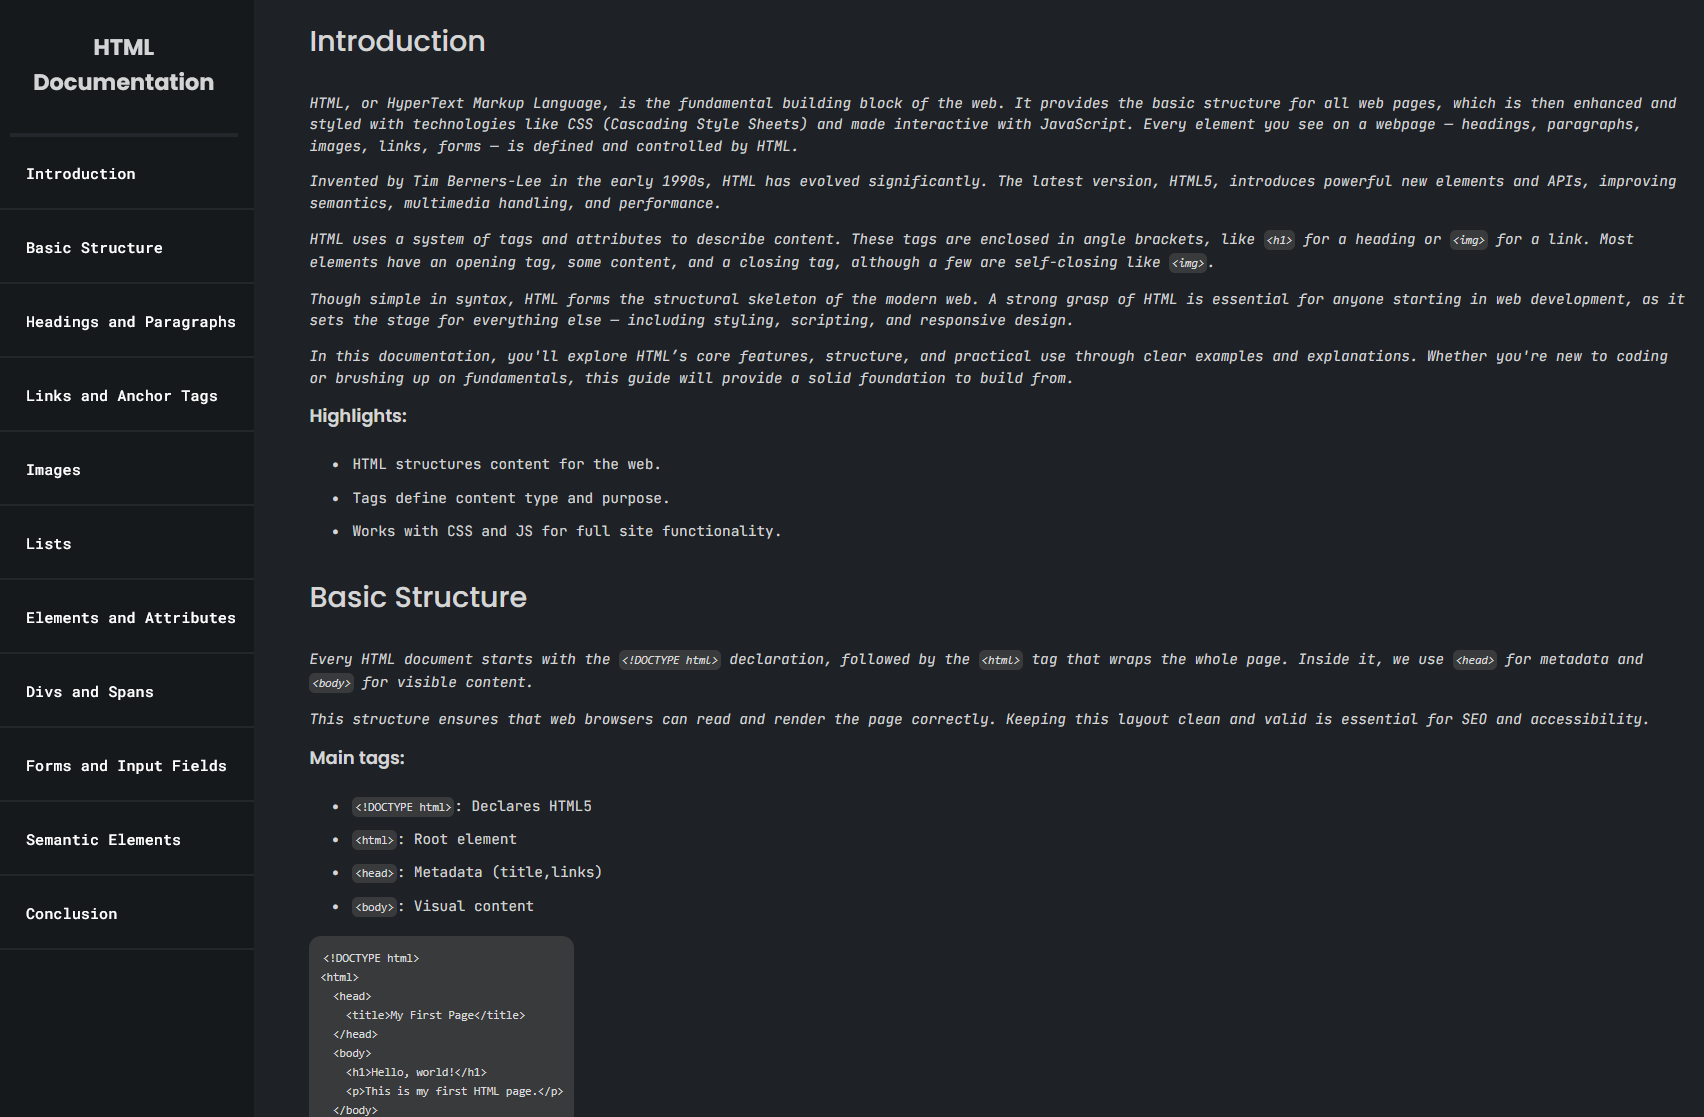 HTML
Documentation
Introduction
Basic Structure
Headings and Paragraphs
Links and Anchor Tags
Images
Lists
Elements and Attributes
Divs and Spans
Forms and Input Fields
Semantic Elements
Conclusion
Introduction
HTML, or HyperText Markup Language, is the fundamental building block of the web. It provides the basic structure for all web pages, which is then enhanced and
styled with technologies like CSS (Cascading Style Sheets) and made interactive with JavaScript. Every element you see on a webpage — headings, paragraphs,
images, links, forms — is defined and controlled by HTML.
Invented by Tim Berners-Lee in the early 1990s, HTML has evolved significantly. The latest version, HTML5, introduces powerful new elements and APIs, improving
semantics, multimedia handling, and performance.
HTML uses a system of tags and attributes to describe content. These tags are enclosed in angle brackets, like <h1> for a heading or <img> for a link. Most
elements have an opening tag, some content, and a closing tag, although a few are self-closing like <img>.
Though simple in syntax, HTML forms the structural skeleton of the modern web. A strong grasp of HTML is essential for anyone starting in web development, as it
sets the stage for everything else — including styling, scripting, and responsive design.
In this documentation, you'll explore HTML’s core features, structure, and practical use through clear examples and explanations. Whether you're new to coding
or brushing up on fundamentals, this guide will provide a solid foundation to build from.
Highlights:
• HTML structures content for the web.
• Tags define content type and purpose.
• Works with CSS and JS for full site functionality.
Basic Structure
Every HTML document starts with the <!DOCTYPE html> declaration, followed by the <html> tag that wraps the whole page. Inside it, we use <head> for metadata and
<body> for visible content.
This structure ensures that web browsers can read and render the page correctly. Keeping this layout clean and valid is essential for SEO and accessibility.
Main tags:
• <!DOCTYPE html>: Declares HTML5
• <html>: Root element
• <head>: Metadata (title,links)
• <body>: Visual content
<!DOCTYPE html>
<html>
<head>
<title>My First Page</title>
</head>
<body>
<h1>Hello, world!</h1>
<p>This is my first HTML page.</p>
</body>